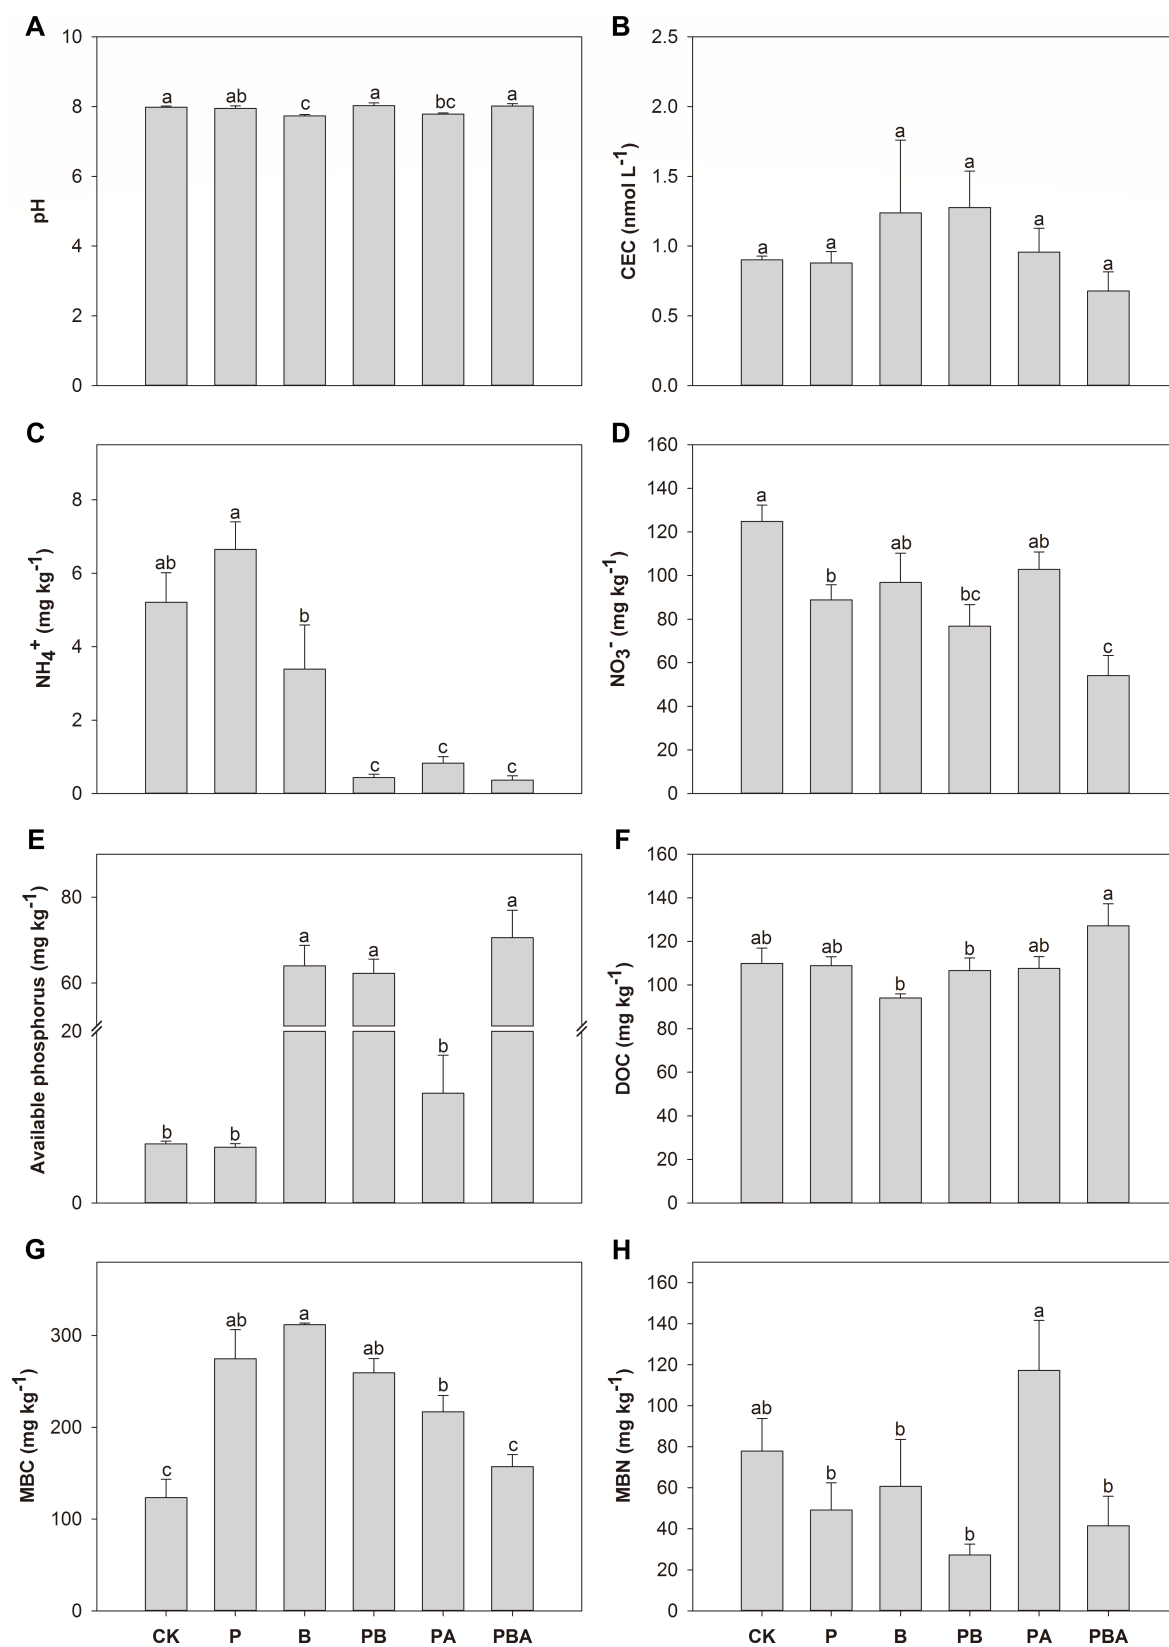 A
B
10
8
6
4
2
0
pH
a
ab
c
a
bc
a
2.5
2.0
1.5
1.0
0.5
0.0
CEC (nmol L-1)
a
a
a
a
a
a
C
D
8
6
4
2
0
NH4+ (mg kg-1)
ab
a
b
c
c
c
160
140
120
100
80
60
40
20
0
NO3- (mg kg-1)
a
b
ab
bc
ab
c
E
F
80
60
20
0
Available phosphorus (mg kg-1)
b
b
a
a
b
a
160
140
120
100
80
60
40
20
0
DOC (mg kg-1)
ab
ab
b
b
ab
a
G
H
300
200
100
0
MBC (mg kg-1)
c
ab
a
ab
b
c
160
140
120
100
80
60
40
20
0
MBN (mg kg-1)
ab
b
b
b
a
b
CK P B PB PA PBA
CK P B PB PA PBA